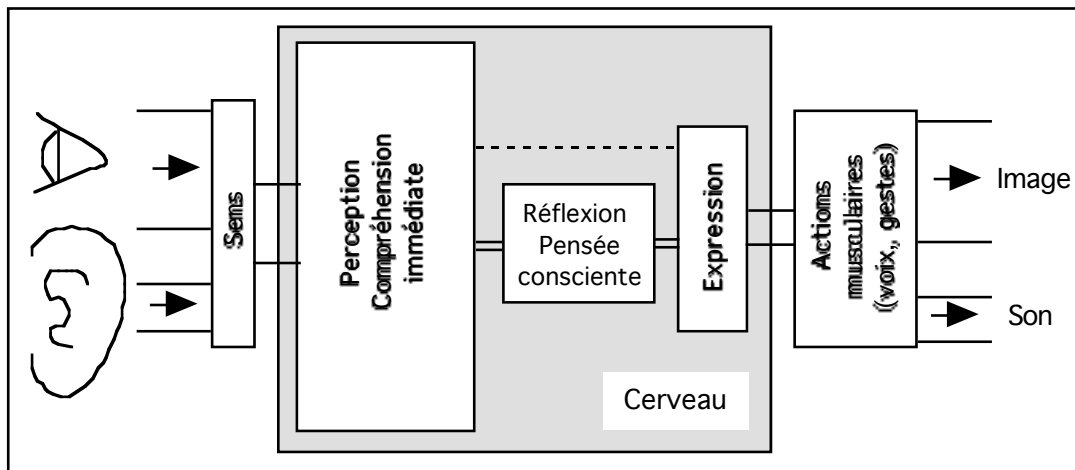 Sens
Perception
Compréhension
immédiate
Réflexion
Pensée
consciente
Expression
Cerveau
Actions
musculaires
(voix, gestes)
Image
Son